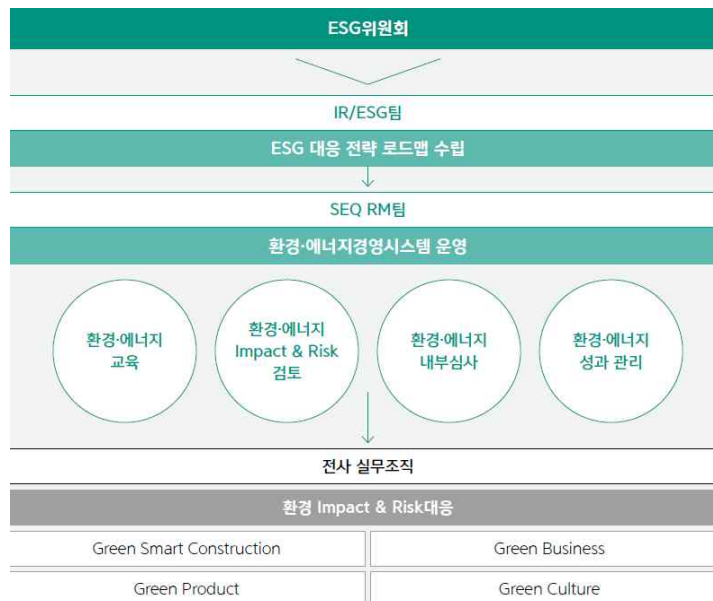 ESG위원회
IR/ESG팀
ESG 대응 전략 로드맵 수립
SEQ RM팀
환경·에너지경영시스템 운영
환경·에너지
교육
환경·에너지
Impact & Risk
검토
환경·에너지
내부심사
환경·에너지
성과 관리
전사 실무조직
환경 Impact & Risk대응
Green Smart Construction
Green Business
Green Product
Green Culture